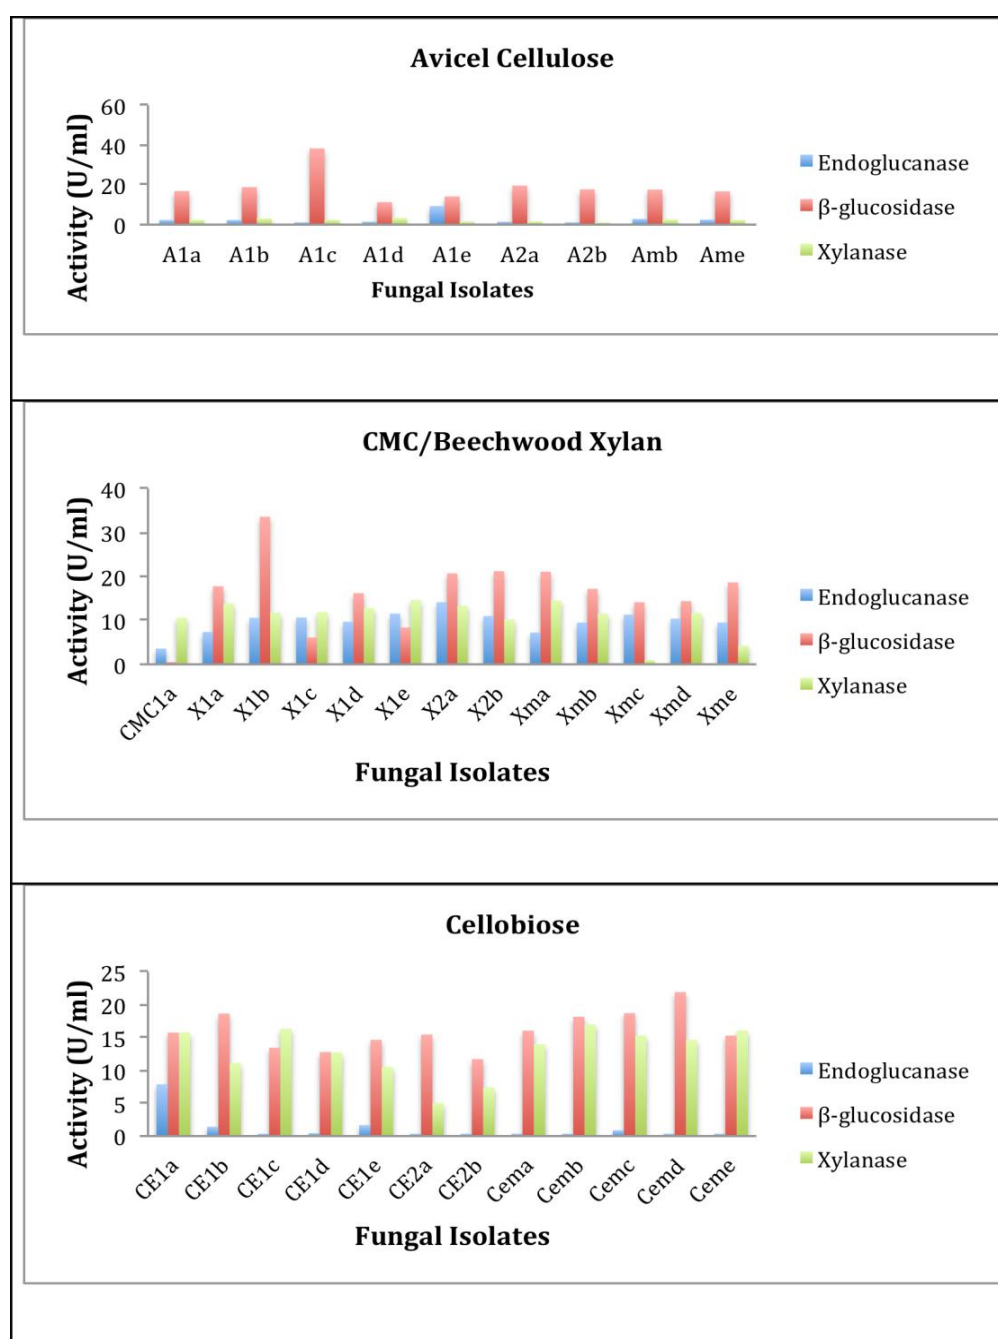 Avicel Cellulose
Activity (U/ml)
60
40
20
0
A1a A1b A1c A1d A1e A2a A2b Amb Ame
Fungal Isolates
Endoglucanase
β-glucosidase
Xylanase
CMC/Beechwood Xylan
Activity (U/ml)
40
30
20
10
0
CMC1a X1a X1b X1c X1d X1e X2a X2b Xma Xmb Xmc Xmd Xme
Fungal Isolates
Endoglucanase
β-glucosidase
Xylanase
Cellobiose
Activity (U/ml)
25
20
15
10
5
0
CE1a CE1b CE1c CE1d CE1e CE2a CE2b Cema Cemb Cemc Cemd Ceme
Fungal Isolates
Endoglucanase
β-glucosidase
Xylanase